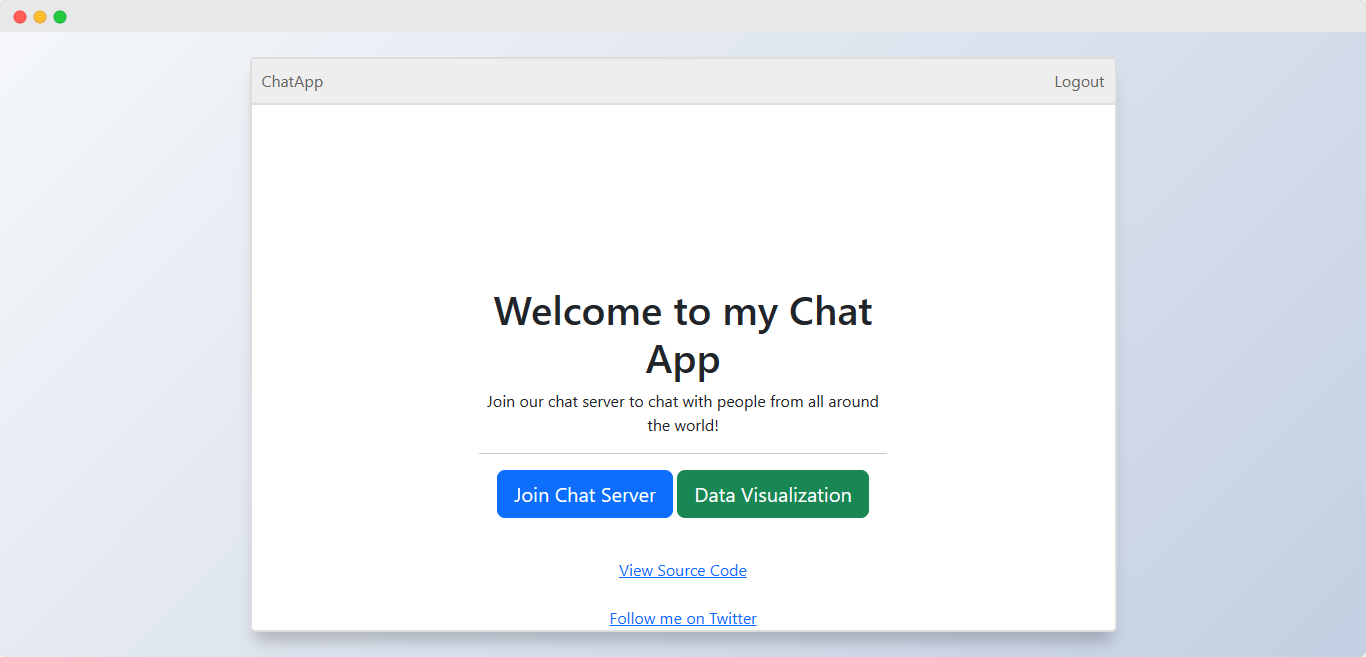 ChatApp
Logout
Welcome to my Chat
App
Join our chat server to chat with people from all around
the world!
Join Chat Server
Data Visualization
View Source Code
Follow me on Twitter